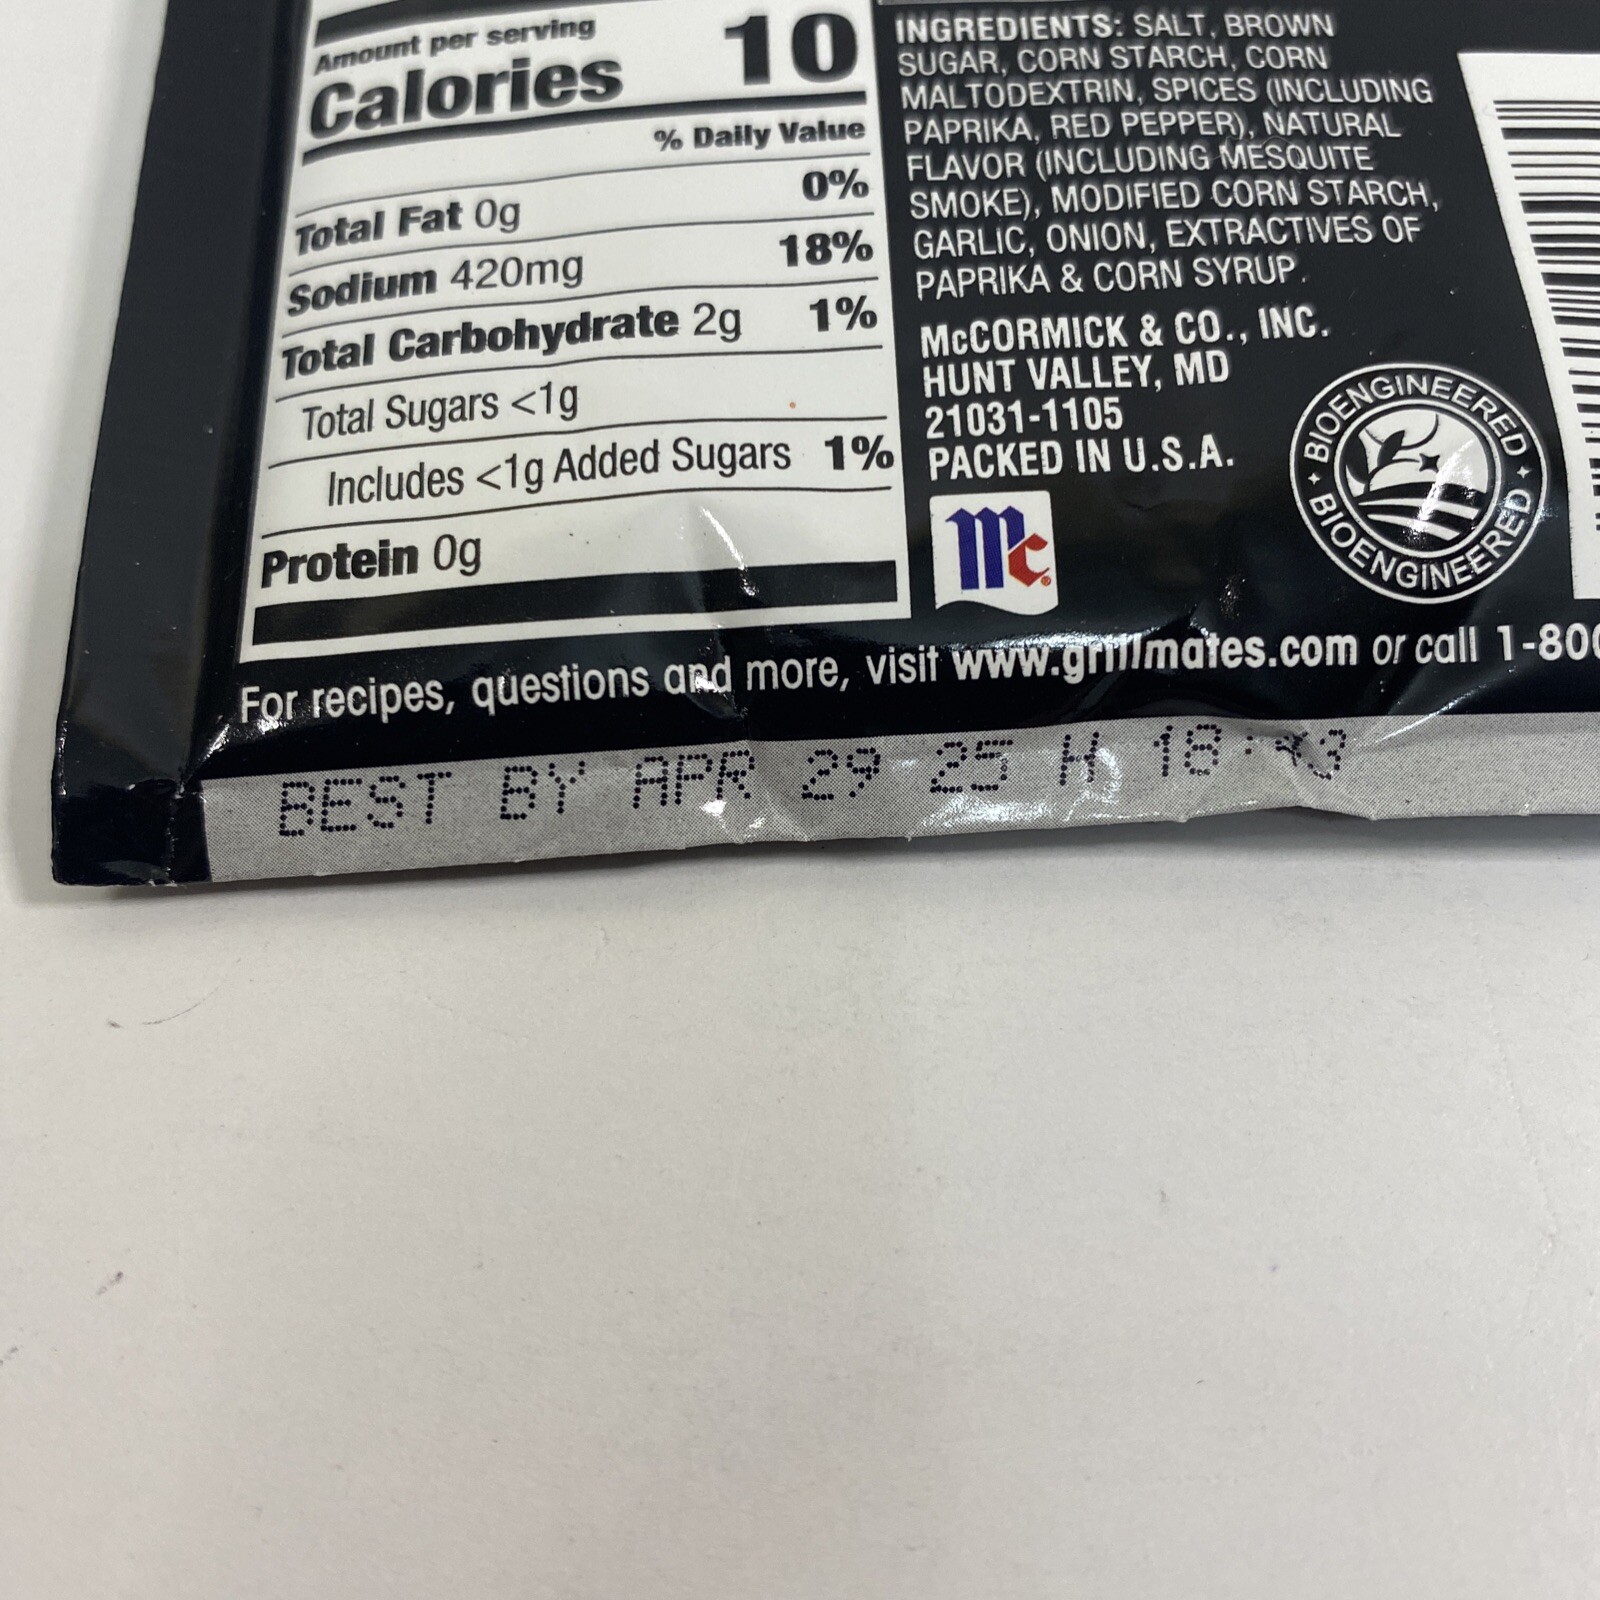 Amount per serving
Calories 10
% Daily Value
Total Fat 0g 0%
Sodium 420mg 18%
Total Carbohydrate 2g 1%
Total Sugars <1g
Includes <1g Added Sugars 1%
Protein 0g
INGREDIENTS: SALT, BROWN
SUGAR, CORN STARCH, CORN
MALTODEXTRIN, SPICES (INCLUDING
PAPRIKA, RED PEPPER), NATURAL
FLAVOR (INCLUDING MESQUITE
SMOKE), MODIFIED CORN STARCH,
GARLIC, ONION, EXTRACTIVES OF
PAPRIKA & CORN SYRUP.
McCORMICK & CO., INC.
HUNT VALLEY, MD
21031-1105
PACKED IN U.S.A.
Mc®
BIOENGINEERED
BIOENGINEERED
For recipes, questions and more, visit www.grillmates.com or call 1-800
BEST BY APR 29 25 H